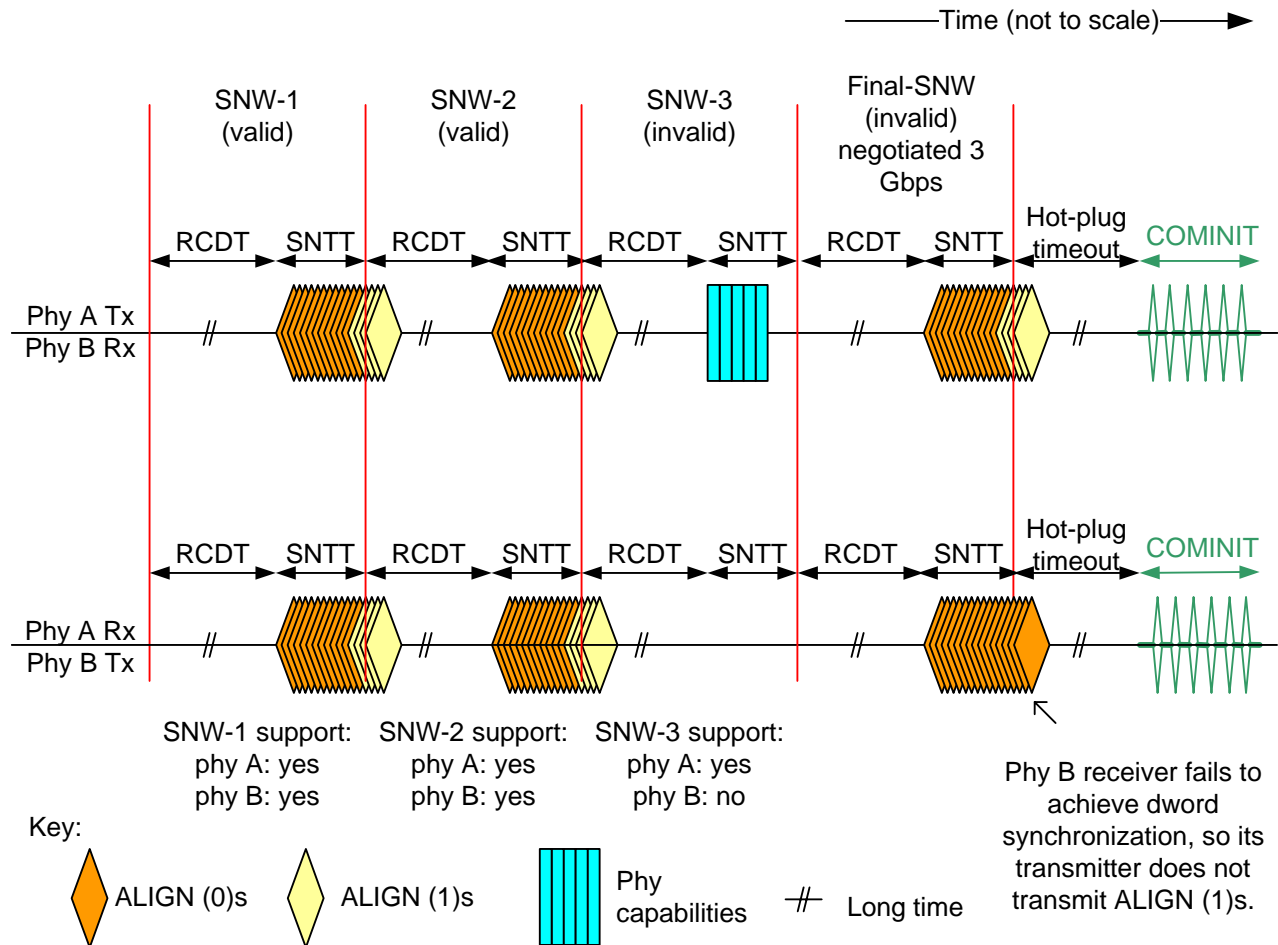 Time (not to scale)
SNW-1
(valid)
SNW-2
(valid)
SNW-3
(invalid)
Final-SNW
(invalid)
negotiated 3
Gbps
RCDT
SNTT
RCDT
SNTT
RCDT
SNTT
RCDT
SNTT
Hot-plug
timeout
COMINIT
Phy A Tx
Phy B Rx
RCDT
SNTT
RCDT
SNTT
RCDT
SNTT
RCDT
SNTT
Hot-plug
timeout
COMINIT
Phy A Rx
Phy B Tx
SNW-1 support:
phy A: yes
phy B: yes
SNW-2 support:
phy A: yes
phy B: yes
SNW-3 support:
phy A: yes
phy B: no
Phy B receiver fails to
achieve dword
synchronization, so its
transmitter does not
transmit ALIGN (1)s.
Key:
ALIGN (0)s
ALIGN (1)s
Phy
capabilities
Long time